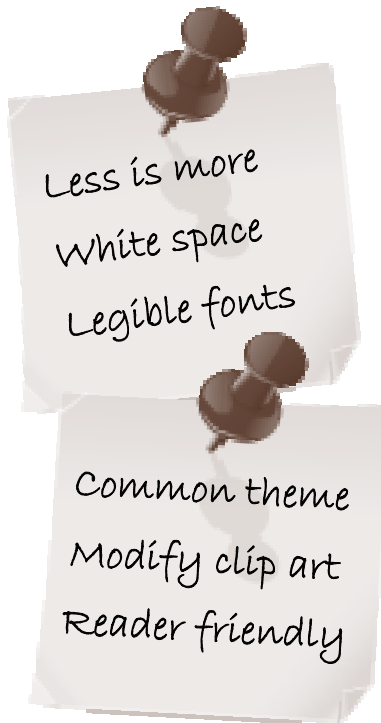 Less is more
White space
Legible fonts
Common theme
Modify clip art
Reader friendly